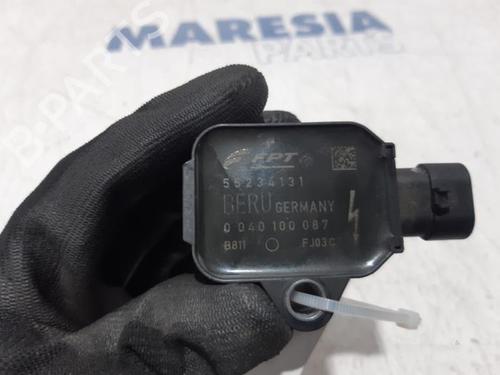 MARESIA
PARTS
B-PARTS
FPT
55234131
BERU GERMANY
0 040 100 087
B811 FJ03C